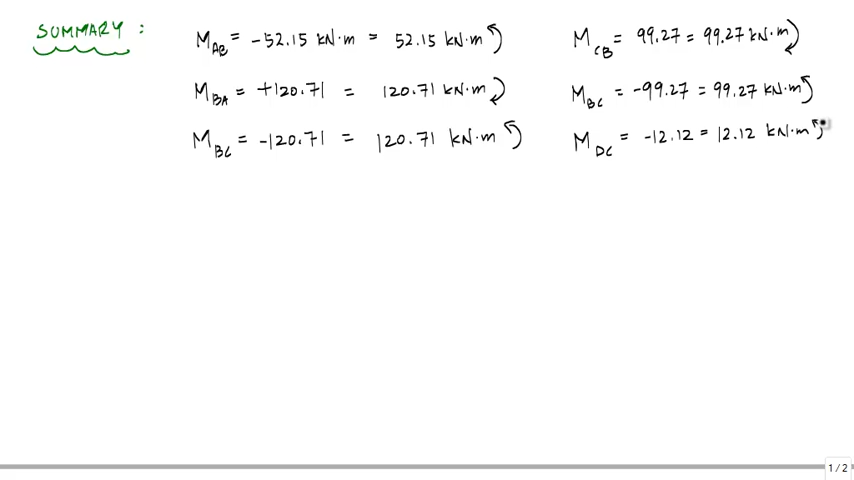 SUMMARY :
M_AB = -52.15 kN·m = 52.15 kN·m ↺
M_BA = +120.71 = 120.71 kN·m ↻
M_BC = -120.71 = 120.71 kN·m ↺
M_CB = 99.27 = 99.27 kN·m ↻
M_BC = -99.27 = 99.27 kN·m ↺
M_DC = -12.12 = 12.12 kN·m ↺
1 / 2